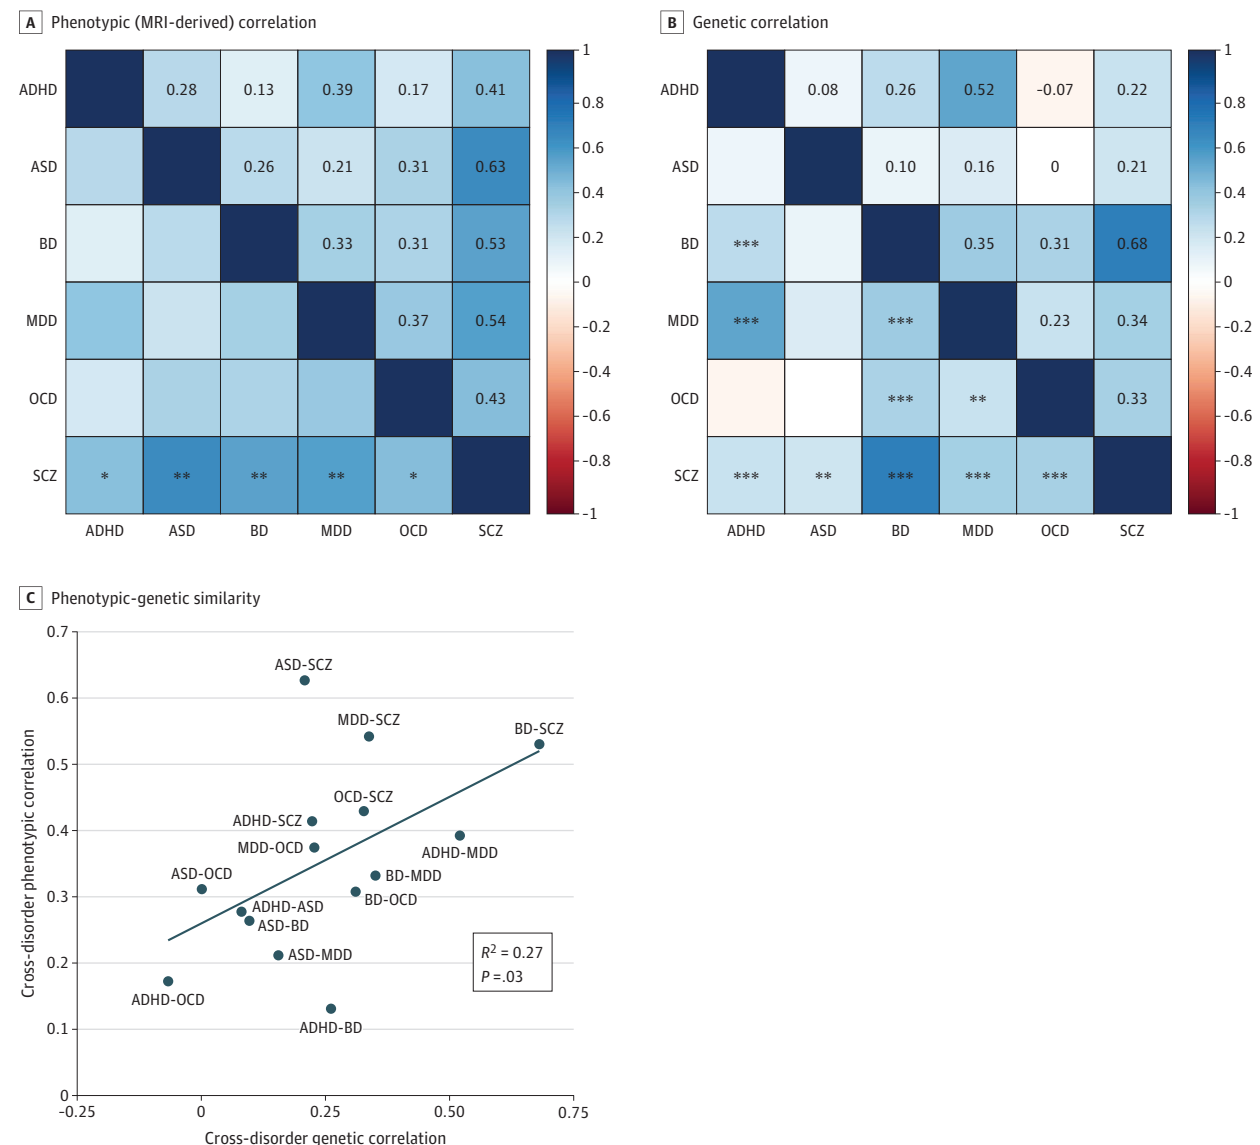 A Phenotypic (MRI-derived) correlation
ADHD 0.28 0.13 0.39 0.17 0.41
ASD 0.26 0.21 0.31 0.63
BD 0.33 0.31 0.53
MDD 0.37 0.54
OCD 0.43
SCZ * ** ** ** *
ADHD ASD BD MDD OCD SCZ
1
0.8
0.6
0.4
0.2
0
-0.2
-0.4
-0.6
-0.8
-1
B Genetic correlation
ADHD 0.08 0.26 0.52 -0.07 0.22
ASD 0.10 0.16 0 0.21
BD *** 0.35 0.31 0.68
MDD *** *** 0.23 0.34
OCD *** ** 0.33
SCZ *** ** *** *** ***
ADHD ASD BD MDD OCD SCZ
1
0.8
0.6
0.4
0.2
0
-0.2
-0.4
-0.6
-0.8
-1
C Phenotypic-genetic similarity
Cross-disorder phenotypic correlation
0.7
0.6
0.5
0.4
0.3
0.2
0.1
0
ASD-SCZ
MDD-SCZ
BD-SCZ
OCD-SCZ
ADHD-SCZ
MDD-OCD
ADHD-MDD
ASD-OCD
BD-MDD
BD-OCD
ADHD-ASD
ASD-BD
ASD-MDD
ADHD-OCD
ADHD-BD
R² = 0.27
P =.03
-0.25 0 0.25 0.50 0.75
Cross-disorder genetic correlation